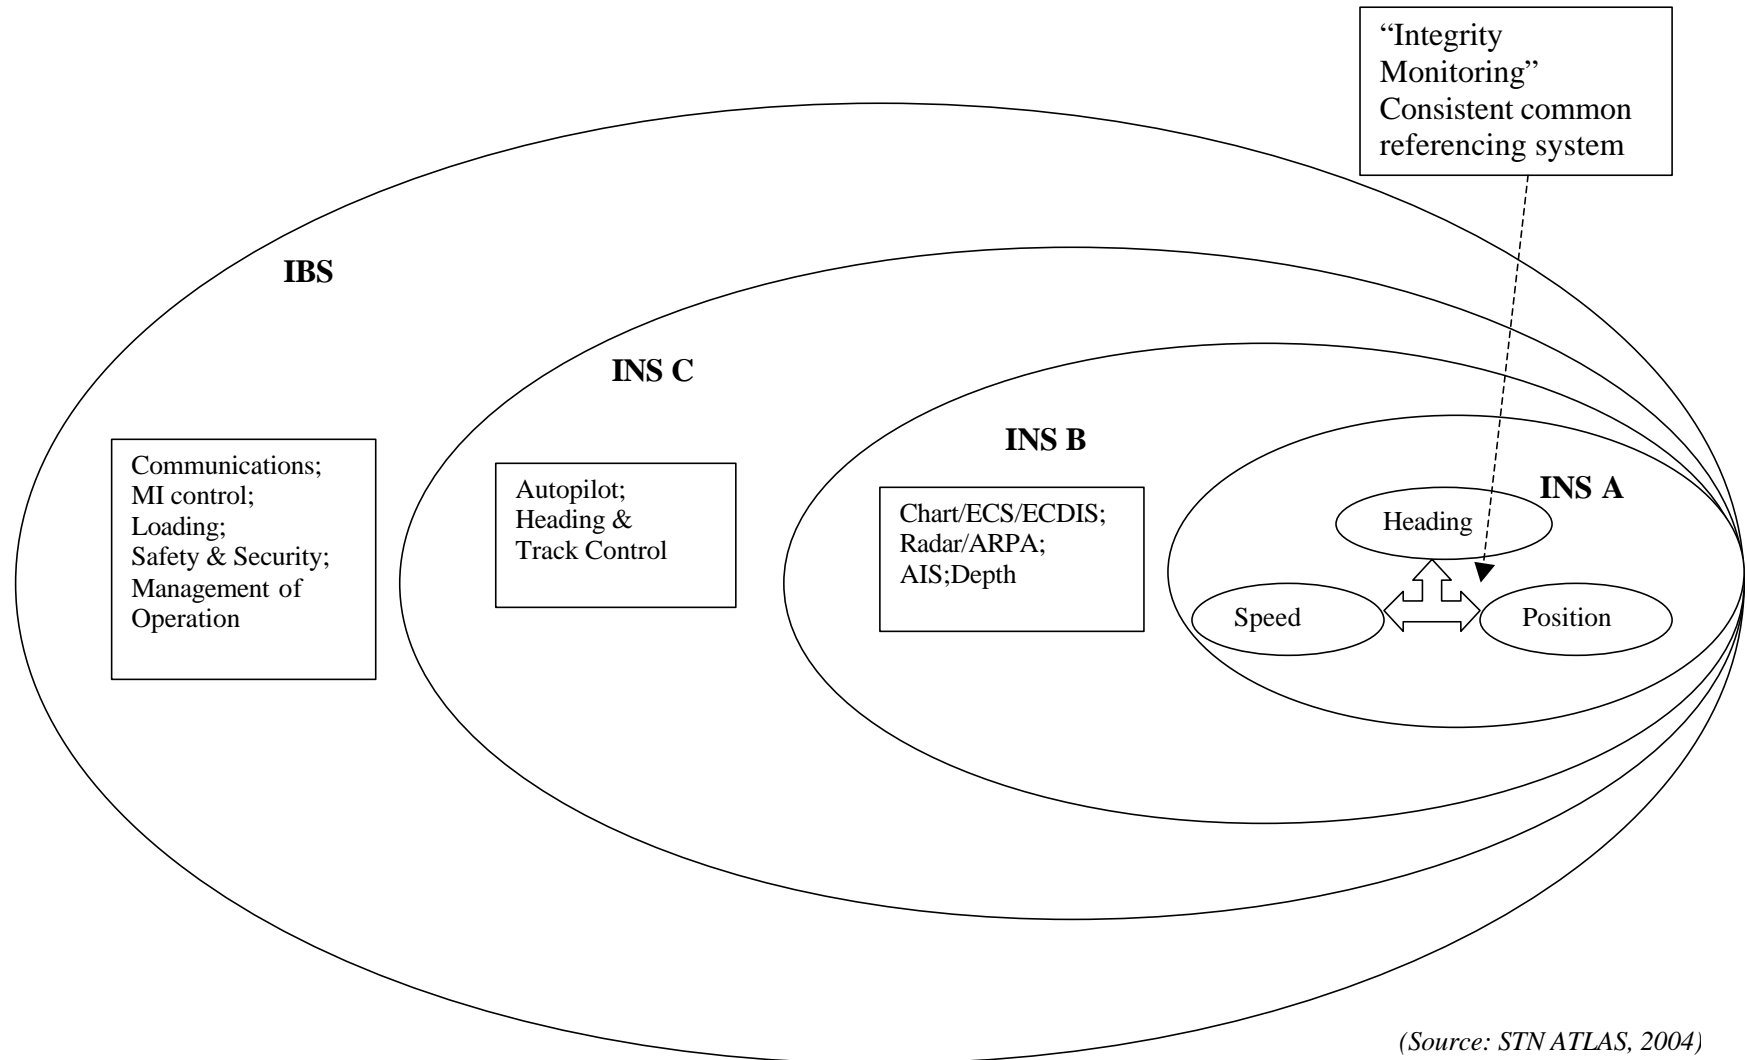 “Integrity
Monitoring”
Consistent common
referencing system
IBS
INS C
INS B
INS A
Communications;
MI control;
Loading;
Safety & Security;
Management of
Operation
Autopilot;
Heading &
Track Control
Chart/ECS/ECDIS;
Radar/ARPA;
AIS;Depth
Heading
Speed
Position
(Source: STN ATLAS, 2004)